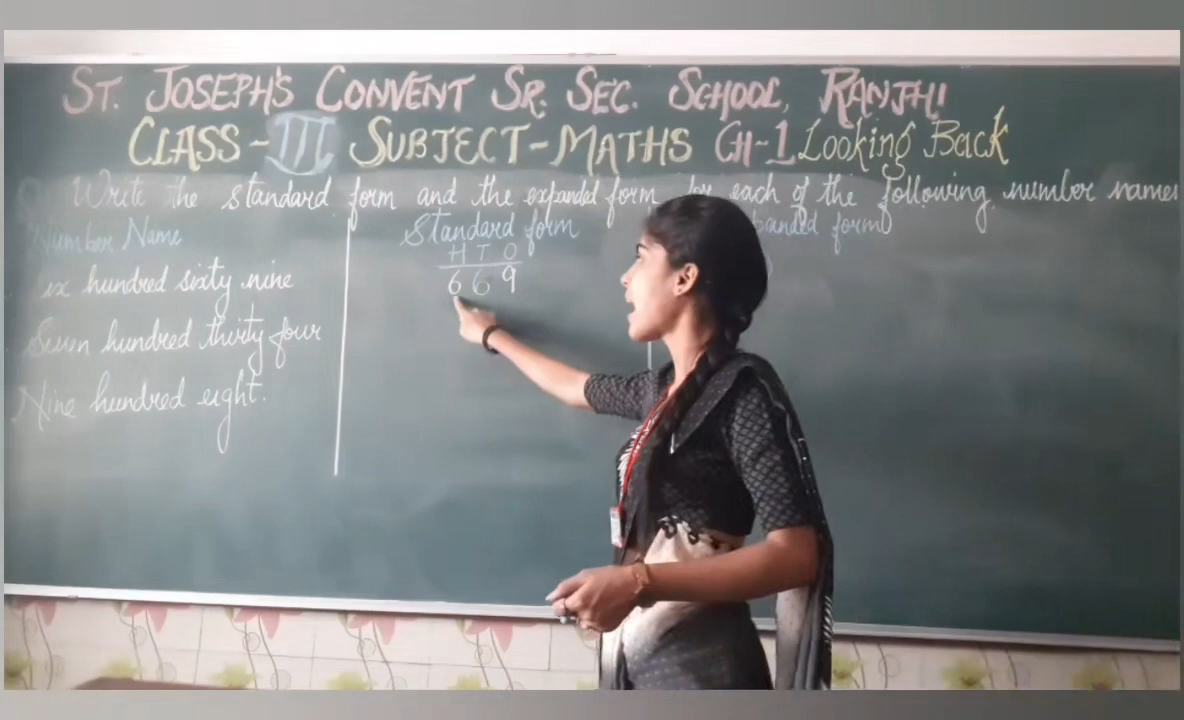 ST. JOSEPH'S CONVENT SR. SEC. SCHOOL, RANJHI
CLASS-III SUBJECT-MATHS CH-1 Looking Back
Write the standard form and the expanded form for each of the following number names
Number Name
Standard form
panded form
H T O
6 6 9
ix hundred sixty nine
Seven hundred thirty four
Nine hundred eight.